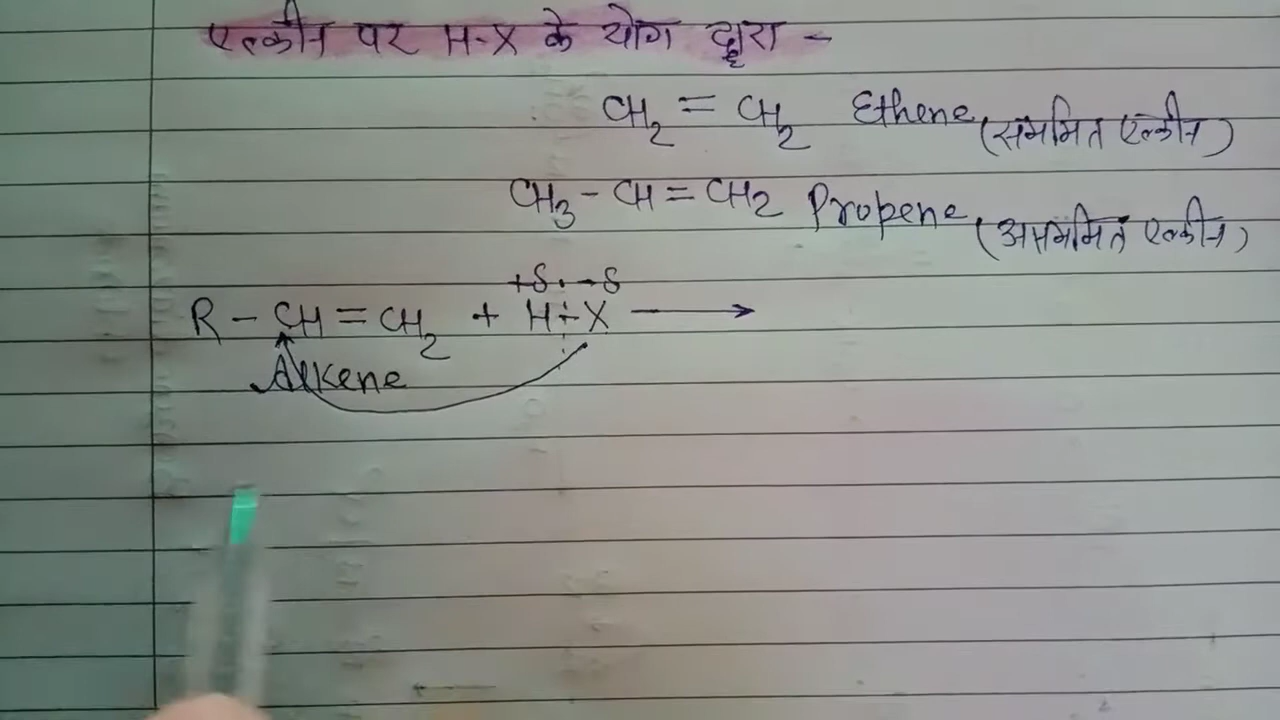 एल्कीन पर H-X के योग द्वारा -
CH₂ = CH₂ Ethene (सममित एल्कीन)
CH₃ - CH = CH2 Propene (असममित एल्कीन)
+δ -δ
R - CH = CH₂ + H-X ⟶
Alkene